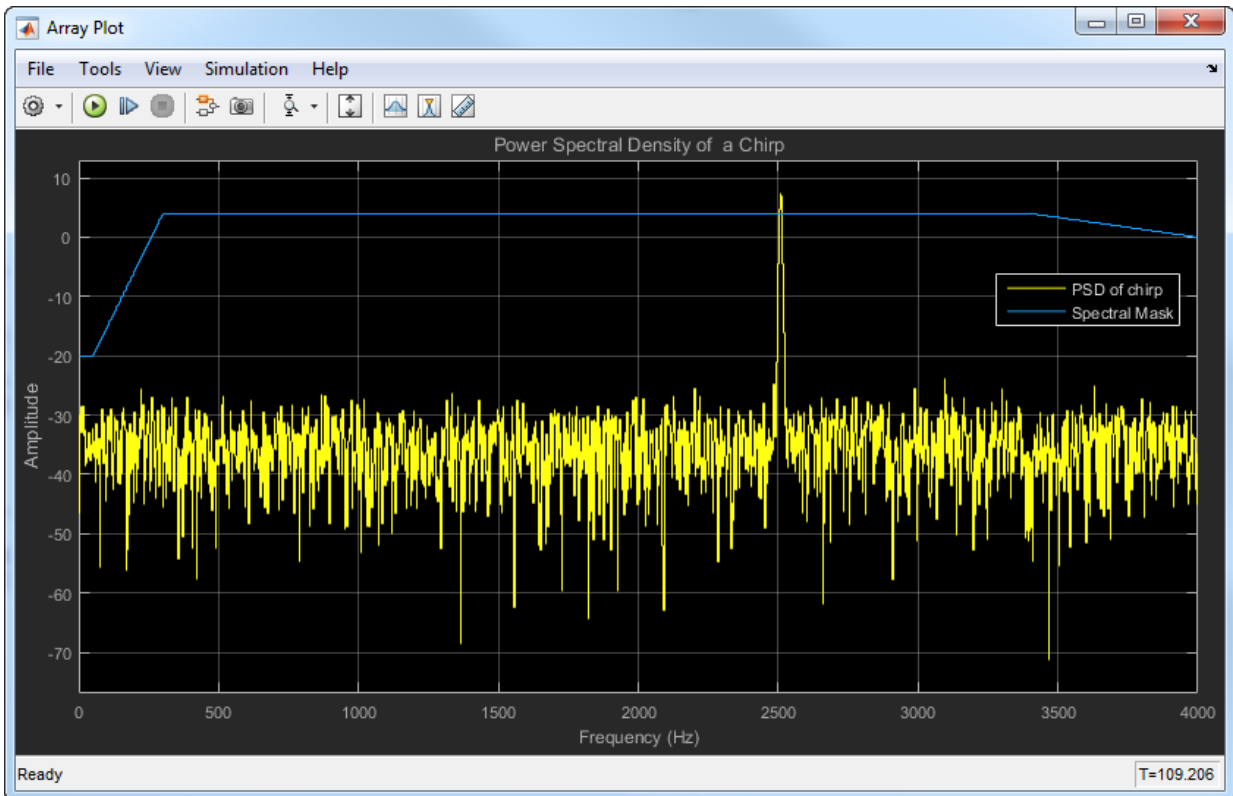 Array Plot
File Tools View Simulation Help
Power Spectral Density of a Chirp
10
0
-10
-20
-30
-40
-50
-60
-70
Amplitude
PSD of chirp
Spectral Mask
0 500 1000 1500 2000 2500 3000 3500 4000
Frequency (Hz)
Ready T=109.206